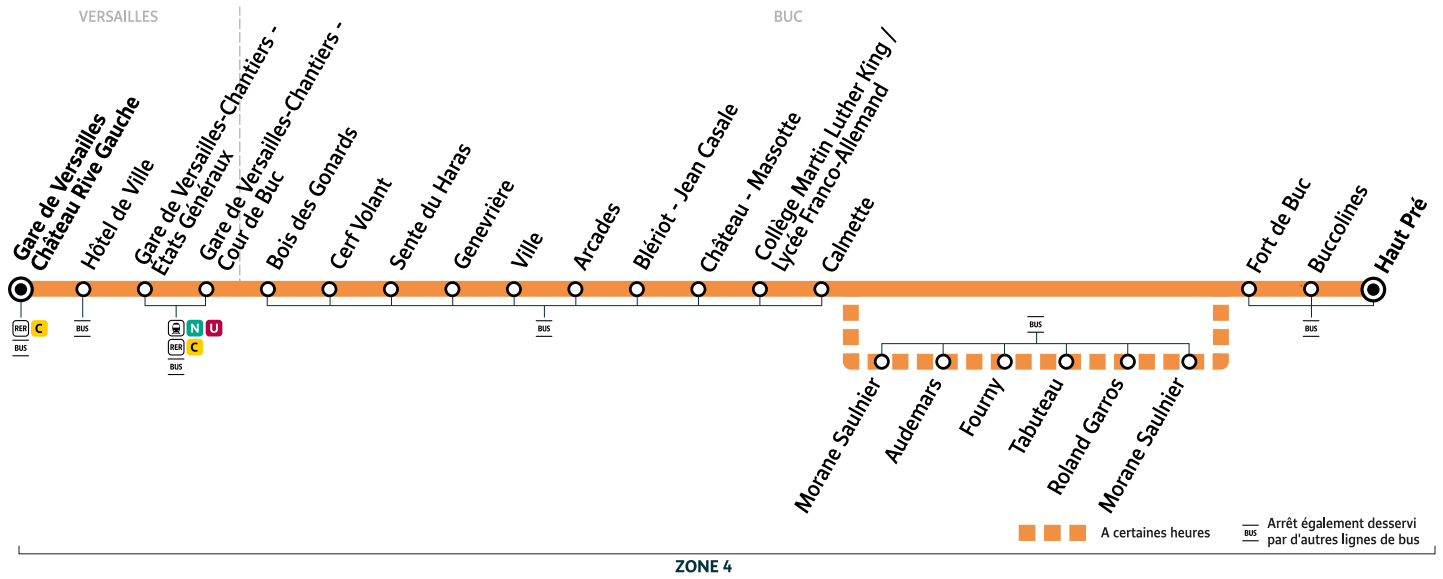 VERSAILLES
BUC
Gare de Versailles
Château Rive Gauche
Hôtel de Ville
Gare de Versailles-Chantiers -
États Généraux
Gare de Versailles-Chantiers -
Cour de Buc
Bois des Gonards
Cerf Volant
Sente du Haras
Genevrière
Ville
Arcades
Blériot - Jean Casale
Château - Massotte
Collège Martin Luther King /
Lycée Franco-Allemand
Calmette
Fort de Buc
Buccolines
Haut Pré
RER C
BUS
BUS
N U
RER C
BUS
BUS
BUS
BUS
Morane Saulnier
Audemars
Fourny
Tabuteau
Roland Garros
Morane Saulnier
A certaines heures
BUS
Arrêt également desservi
par d'autres lignes de bus
ZONE 4